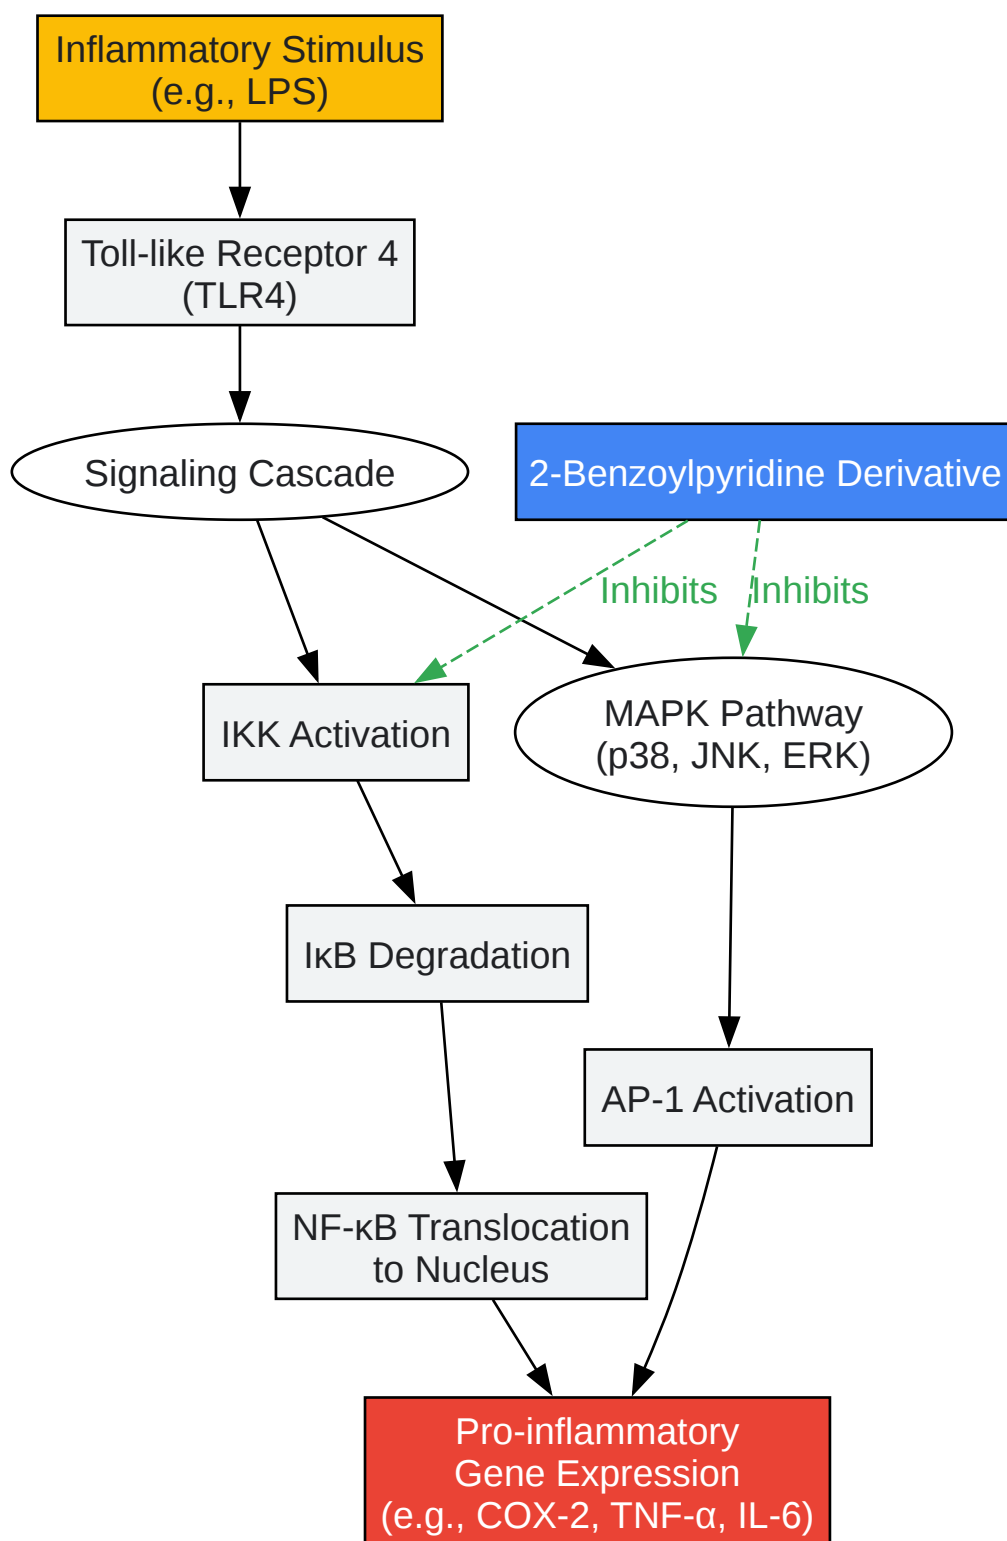 Inflammatory Stimulus
(e.g., LPS)
Toll-like Receptor 4
(TLR4)
Signaling Cascade
2-Benzoylpyridine Derivative
Inhibits
Inhibits
IKK Activation
MAPK Pathway
(p38, JNK, ERK)
IκB Degradation
AP-1 Activation
NF-κB Translocation
to Nucleus
Pro-inflammatory
Gene Expression
(e.g., COX-2, TNF-α, IL-6)